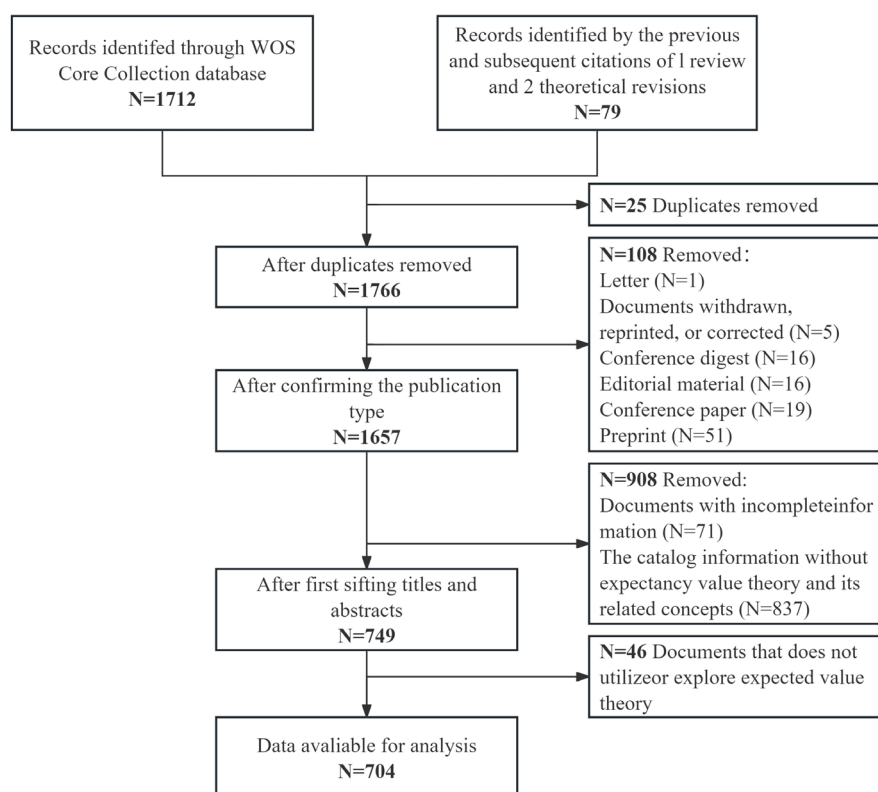 Records identifed through WOS
Core Collection database
N=1712
Records identified by the previous
and subsequent citations of l review
and 2 theoretical revisions
N=79
N=25 Duplicates removed
After duplicates removed
N=1766
N=108 Removed：
Letter (N=1)
Documents withdrawn,
reprinted, or corrected (N=5)
Conference digest (N=16)
Editorial material (N=16)
Conference paper (N=19)
Preprint (N=51)
After confirming the publication
type
N=1657
N=908 Removed:
Documents with incompleteinfor
mation (N=71)
The catalog information without
expectancy value theory and its
related concepts (N=837)
After first sifting titles and
abstracts
N=749
N=46 Documents that does not
utilizeor explore expected value
theory
Data avaliable for analysis
N=704